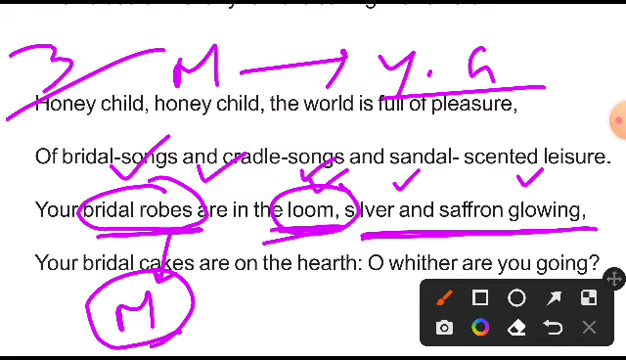 3 M → Y. G
Honey child, honey child, the world is full of pleasure,
Of bridal-songs and cradle-songs and sandal- scented leisure.
Your bridal robes are in the loom, silver and saffron glowing,
Your bridal cakes are on the hearth: O whither are you going?
M